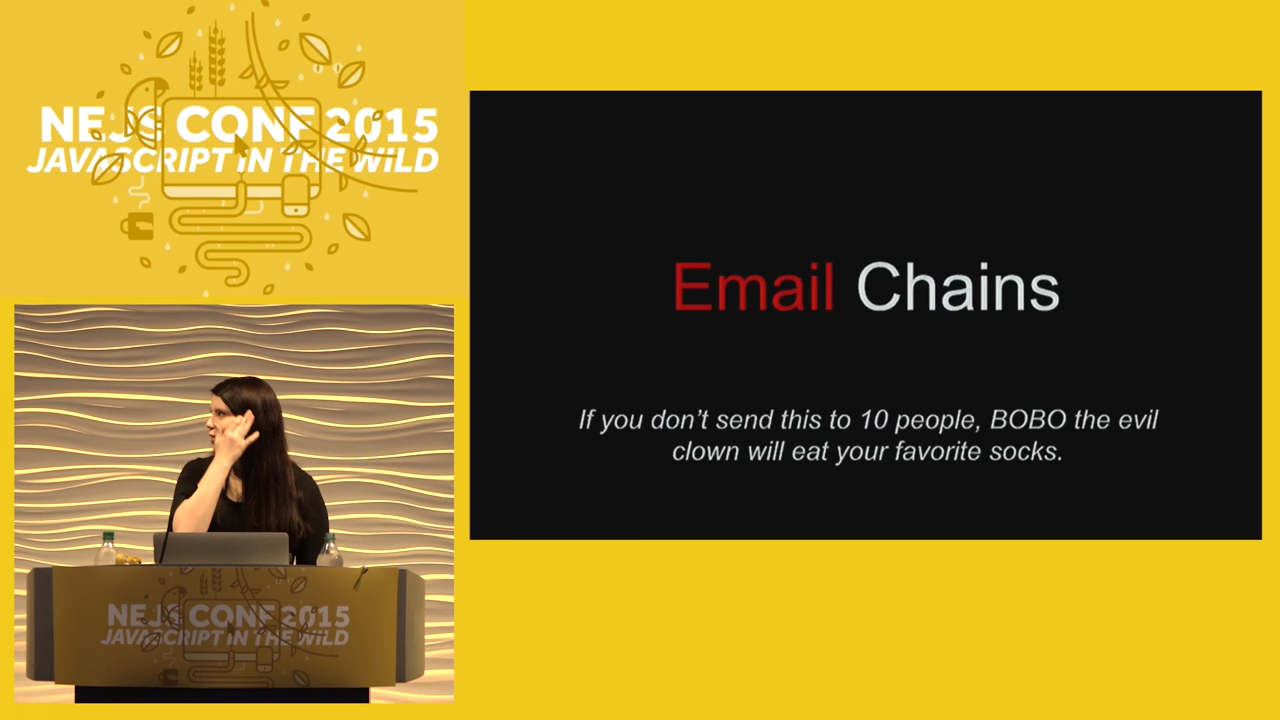 NEJS CONF 2015
JAVASCRIPT IN THE WILD
Email Chains
If you don't send this to 10 people, BOBO the evil
clown will eat your favorite socks.
NEJS CONF 2015
JAVASCRIPT IN THE WILD